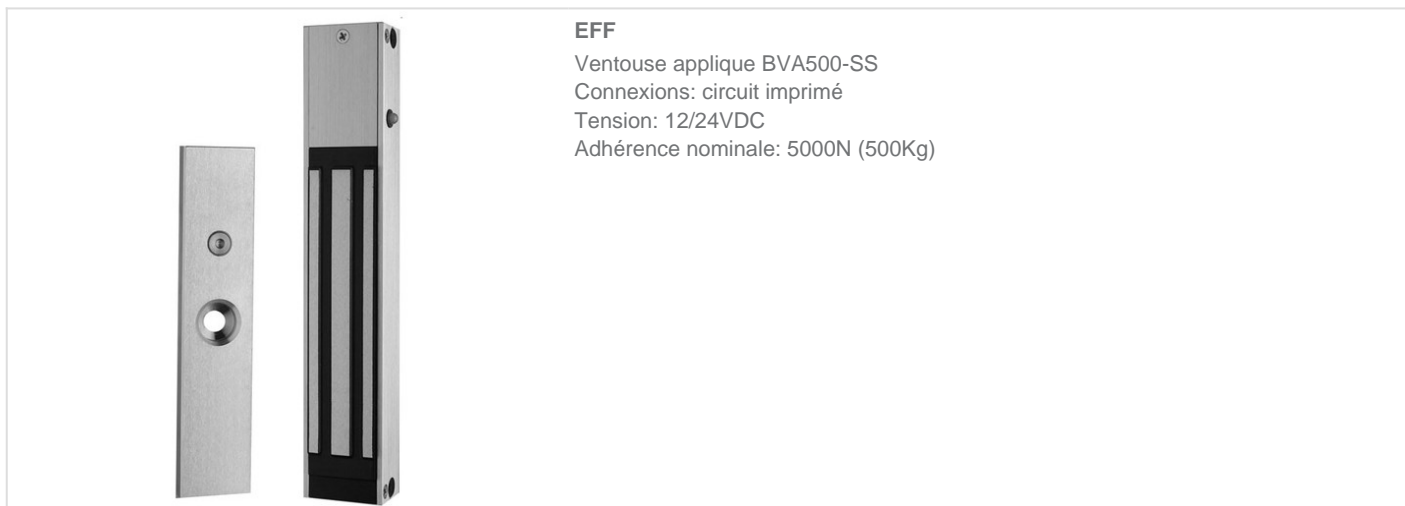 EFF
Ventouse applique BVA500-SS
Connexions: circuit imprimé
Tension: 12/24VDC
Adhérence nominale: 5000N (500Kg)